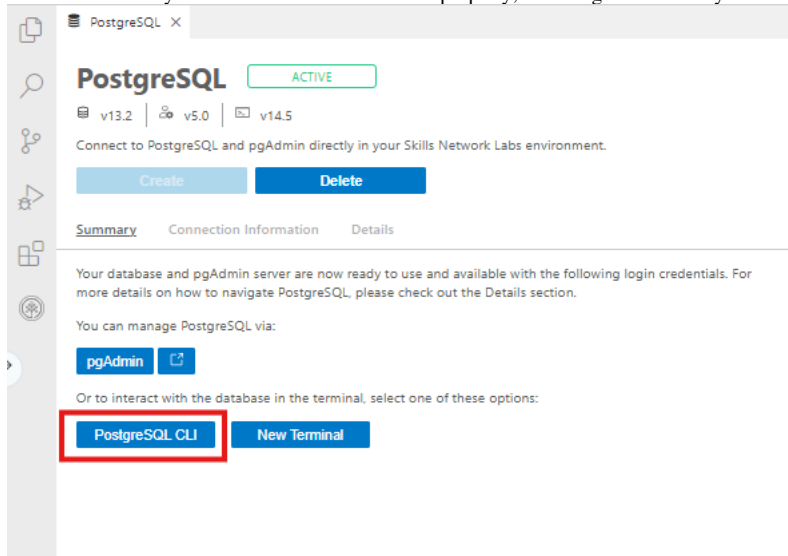 PostgreSQL
PostgreSQL ACTIVE
v13.2 v5.0 v14.5
Connect to PostgreSQL and pgAdmin directly in your Skills Network Labs environment.
Create Delete
Summary Connection Information Details
Your database and pgAdmin server are now ready to use and available with the following login credentials. For
more details on how to navigate PostgreSQL, please check out the Details section.
You can manage PostgreSQL via:
pgAdmin
Or to interact with the database in the terminal, select one of these options:
PostgreSQL CLI New Terminal